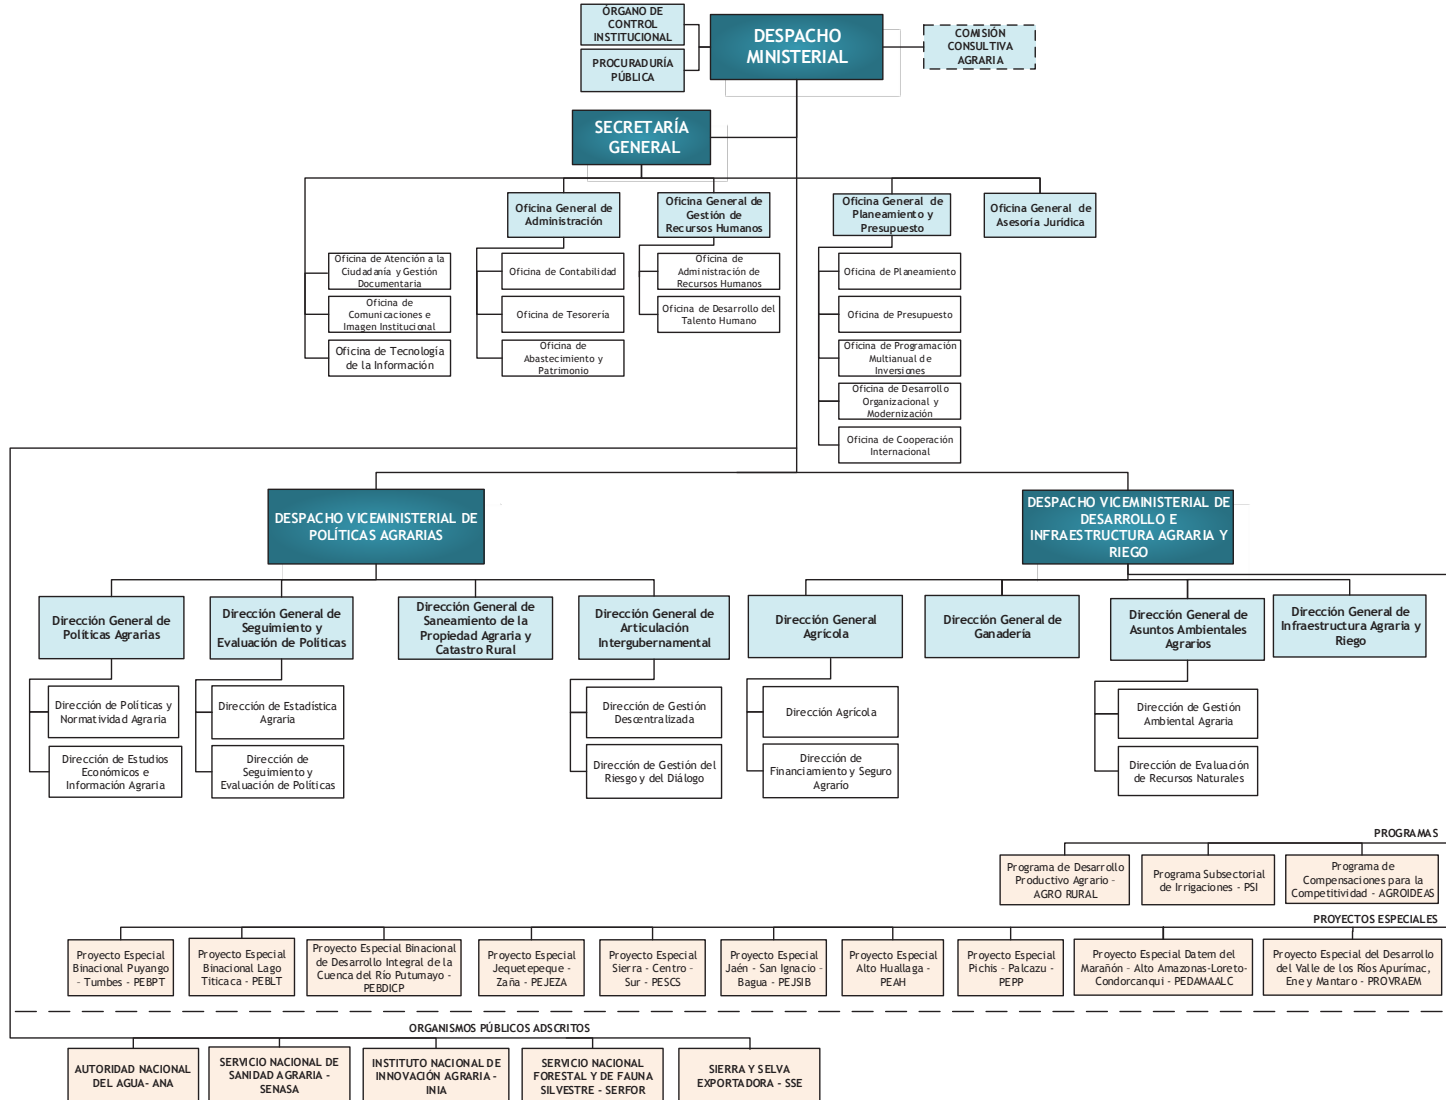 ÓRGANO DE
CONTROL
INSTITUCIONAL
PROCURADURÍA
PÚBLICA
DESPACHO
MINISTERIAL
COMISIÓN
CONSULTIVA
AGRARIA
SECRETARÍA
GENERAL
Oficina General de
Administración
Oficina General de
Gestión de
Recursos Humanos
Oficina General de
Planeamiento y
Presupuesto
Oficina General de
Asesoría Jurídica
Oficina de Atención a la
Ciudadanía y Gestión
Documentaria
Oficina de
Comunicaciones e
Imagen Institucional
Oficina de Tecnología
de la Información
Oficina de Contabilidad
Oficina de Tesorería
Oficina de
Abastecimiento y
Patrimonio
Oficina de
Administración de
Recursos Humanos
Oficina de Desarrollo del
Talento Humano
Oficina de Planeamiento
Oficina de Presupuesto
Oficina de Programación
Multianual de
Inversiones
Oficina de Desarrollo
Organizacional y
Modernización
Oficina de Cooperación
Internacional
DESPACHO VICEMINISTERIAL DE
POLÍTICAS AGRARIAS
DESPACHO VICEMINISTERIAL DE
DESARROLLO E
INFRAESTRUCTURA AGRARIA Y
RIEGO
Dirección General de
Políticas Agrarias
Dirección General de
Seguimiento y
Evaluación de Políticas
Dirección General de
Saneamiento de la
Propiedad Agraria y
Catastro Rural
Dirección General de
Articulación
Intergubernamental
Dirección General
Agrícola
Dirección General de
Ganadería
Dirección General de
Asuntos Ambientales
Agrarios
Dirección General de
Infraestructura Agraria y
Riego
Dirección de Políticas y
Normatividad Agraria
Dirección de Estudios
Económicos e
Información Agraria
Dirección de Estadística
Agraria
Dirección de
Seguimiento y
Evaluación de Políticas
Dirección de Gestión
Descentralizada
Dirección de Gestión del
Riesgo y del Diálogo
Dirección Agrícola
Dirección de
Financiamiento y Seguro
Agrarío
Dirección de Gestión
Ambiental Agraria
Dirección de Evaluación
de Recursos Naturales
PROGRAMAS
Programa de Desarrollo
Productivo Agrario -
AGRO RURAL
Programa Subsectorial
de Irrigaciones - PSI
Programa de
Compensaciones para la
Competitividad - AGROIDEAS
PROYECTOS ESPECIALES
Proyecto Especial
Binacional Puyango
- Tumbes - PEBPT
Proyecto Especial
Binacional Lago
Titicaca - PEBLT
Proyecto Especial Binacional
de Desarrollo Integral de la
Cuenca del Río Putumayo -
PEBDICP
Proyecto Especial
Jequetepeque -
Zaña - PEJEZA
Proyecto Especial
Sierra - Centro -
Sur - PESCS
Proyecto Especial
Jaén - San Ignacio -
Bagua - PEJSIB
Proyecto Especial
Alto Huallaga -
PEAH
Proyecto Especial
Pichis - Palcazu -
PEPP
Proyecto Especial Datem del
Marañón - Alto Amazonas-Loreto-
Condorcanqui - PEDAMAALC
Proyecto Especial del Desarrollo
del Valle de los Ríos Apurímac,
Ene y Mantaro - PROVRAEM
ORGANISMOS PÚBLICOS ADSCRITOS
AUTORIDAD NACIONAL
DEL AGUA- ANA
SERVICIO NACIONAL DE
SANIDAD AGRARIA -
SENASA
INSTITUTO NACIONAL DE
INNOVACIÓN AGRARIA -
INIA
SERVICIO NACIONAL
FORESTAL Y DE FAUNA
SILVESTRE - SERFOR
SIERRA Y SELVA
EXPORTADORA - SSE